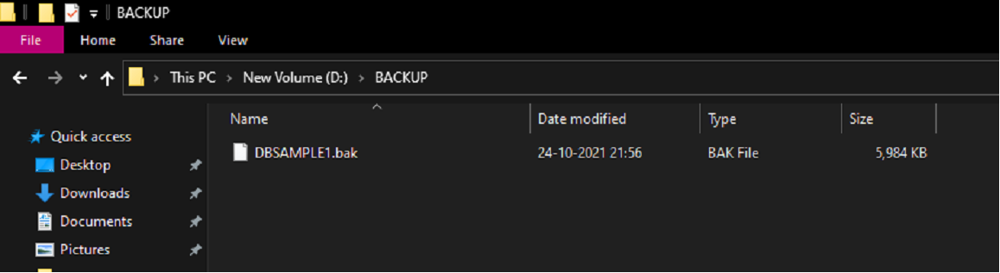 BACKUP
File Home Share View
This PC > New Volume (D:) > BACKUP
Name Date modified Type Size
Quick access
DBSAMPLE1.bak 24-10-2021 21:56 BAK File 5,984 KB
Desktop
Downloads
Documents
Pictures